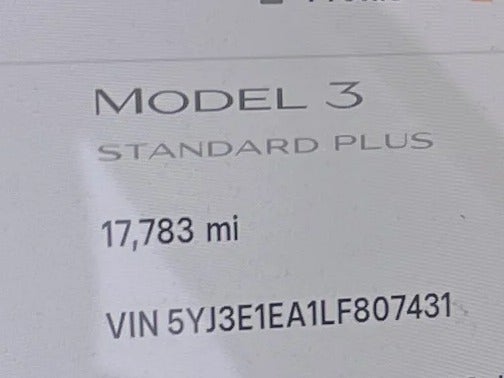 MODEL 3
STANDARD PLUS
17,783 mi
VIN 5YJ3E1EA1LF807431